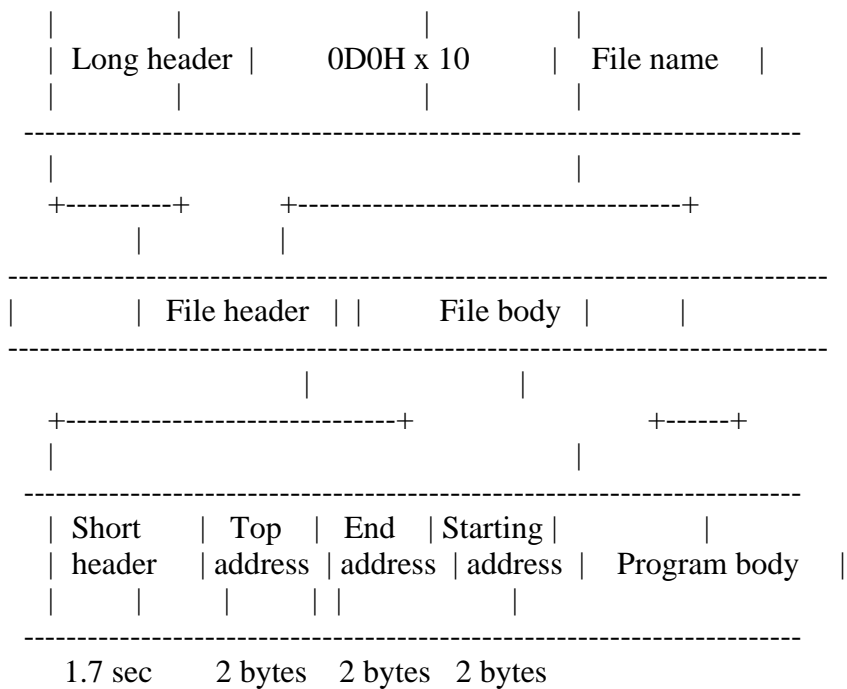 Long header | 0D0H x 10 | File name |
| | File header | | File body | |
| Short | Top | End | Starting | |
| header | address | address | address | Program body |
1.7 sec 2 bytes 2 bytes 2 bytes